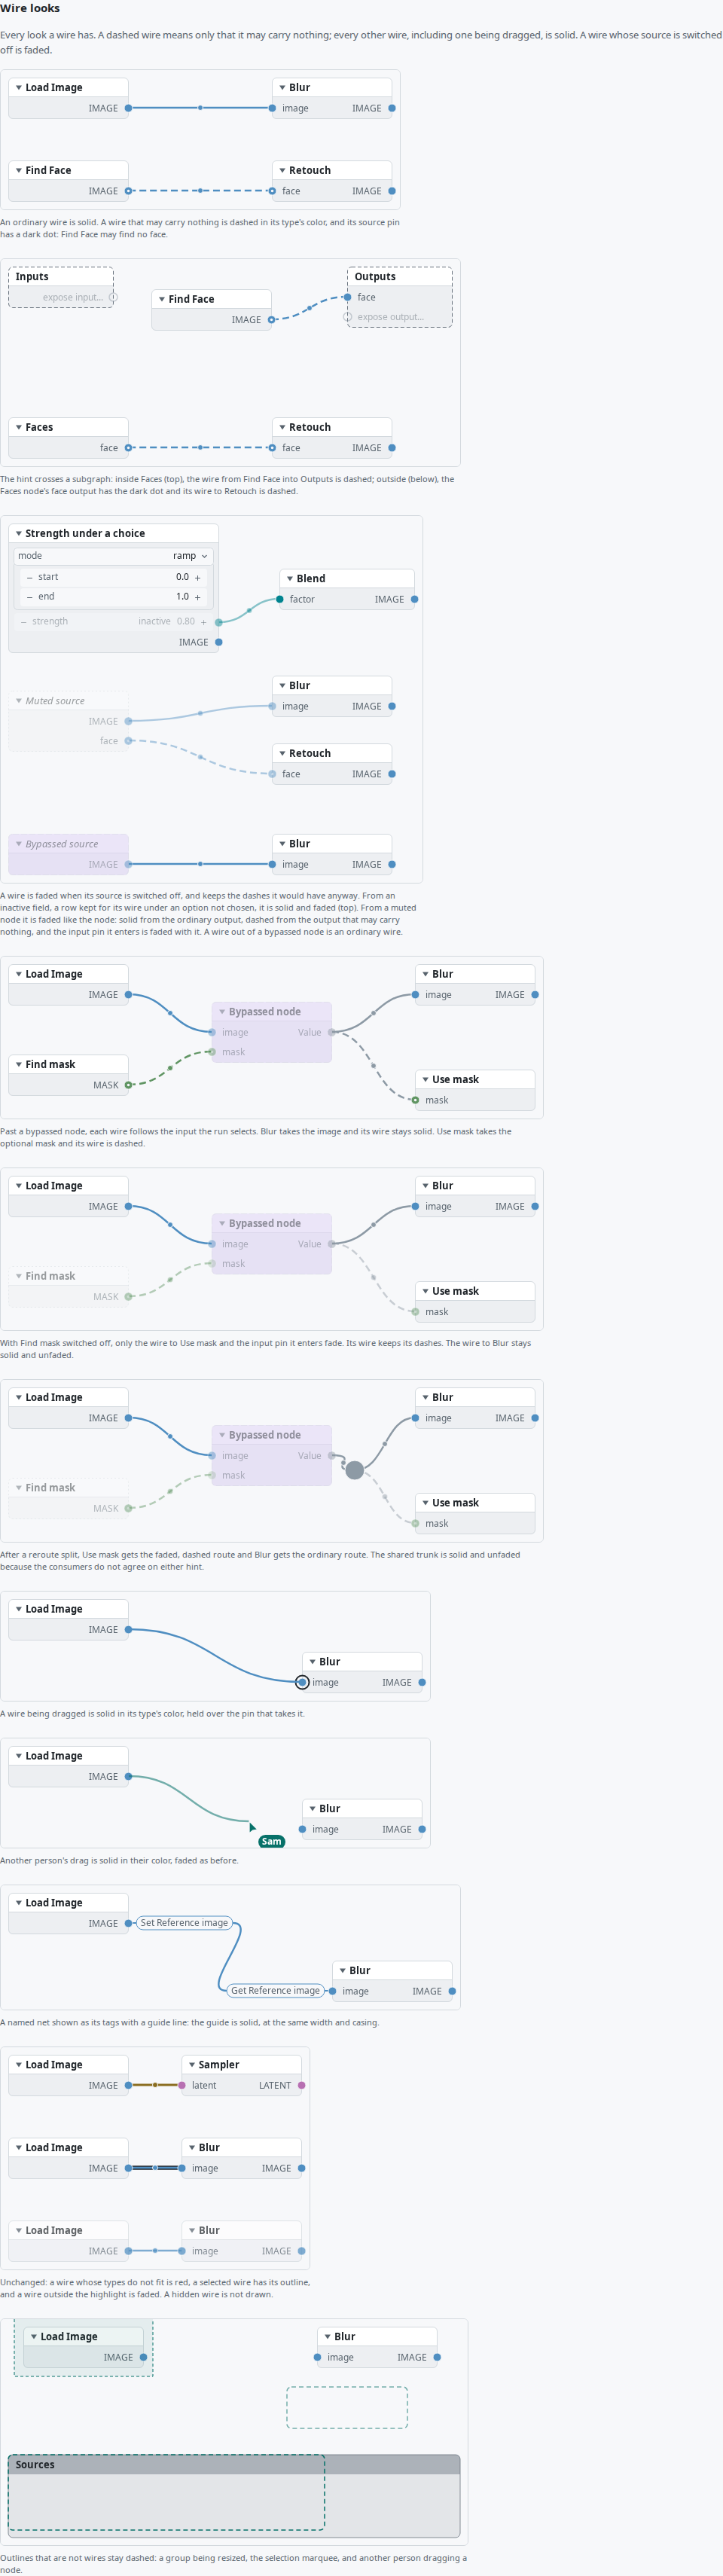 Wire looks
Every look a wire has. A dashed wire means only that it may carry nothing; every other wire, including one being dragged, is solid. A wire whose source is switched
off is faded.
Load Image
Blur
IMAGE
image
IMAGE
Find Face
Retouch
IMAGE
face
IMAGE
An ordinary wire is solid. A wire that may carry nothing is dashed in its type's color, and its source pin
has a dark dot: Find Face may find no face.
Inputs
Outputs
expose input...
Find Face
face
IMAGE
expose output...
Faces
Retouch
face
face
IMAGE
The hint crosses a subgraph: inside Faces (top), the wire from Find Face into Outputs is dashed; outside (below), the
Faces node's face output has the dark dot and its wire to Retouch is dashed.
Strength under a choice
mode
ramp
– start
0.0 +
Blend
– end
1.0 +
factor
IMAGE
– strength
inactive 0.80 +
IMAGE
Muted source
Blur
IMAGE
image
IMAGE
face
Retouch
face
IMAGE
Bypassed source
Blur
IMAGE
image
IMAGE
A wire is faded when its source is switched off, and keeps the dashes it would have anyway. From an
inactive field, a row kept for its wire under an option not chosen, it is solid and faded (top). From a muted
node it is faded like the node: solid from the ordinary output, dashed from the output that may carry
nothing, and the input pin it enters is faded with it. A wire out of a bypassed node is an ordinary wire.
Load Image
Blur
IMAGE
image
IMAGE
Bypassed node
image
Value
mask
Find mask
Use mask
MASK
mask
Past a bypassed node, each wire follows the input the run selects. Blur takes the image and its wire stays solid. Use mask takes the
optional mask and its wire is dashed.
Load Image
Blur
IMAGE
image
IMAGE
Bypassed node
image
Value
mask
Find mask
Use mask
MASK
mask
With Find mask switched off, only the wire to Use mask and the input pin it enters fade. Its wire keeps its dashes. The wire to Blur stays
solid and unfaded.
Load Image
Blur
IMAGE
image
IMAGE
Bypassed node
image
Value
mask
Find mask
Use mask
MASK
mask
After a reroute split, Use mask gets the faded, dashed route and Blur gets the ordinary route. The shared trunk is solid and unfaded
because the consumers do not agree on either hint.
Load Image
IMAGE
Blur
image
IMAGE
A wire being dragged is solid in its type's color, held over the pin that takes it.
Load Image
IMAGE
Blur
image
IMAGE
Sam
Another person's drag is solid in their color, faded as before.
Load Image
IMAGE
Set Reference image
Blur
Get Reference image
image
IMAGE
A named net shown as its tags with a guide line: the guide is solid, at the same width and casing.
Load Image
Sampler
IMAGE
latent
LATENT
Load Image
Blur
IMAGE
image
IMAGE
Load Image
Blur
IMAGE
image
IMAGE
Unchanged: a wire whose types do not fit is red, a selected wire has its outline,
and a wire outside the highlight is faded. A hidden wire is not drawn.
Load Image
Blur
IMAGE
image
IMAGE
Sources
Outlines that are not wires stay dashed: a group being resized, the selection marquee, and another person dragging a
node.